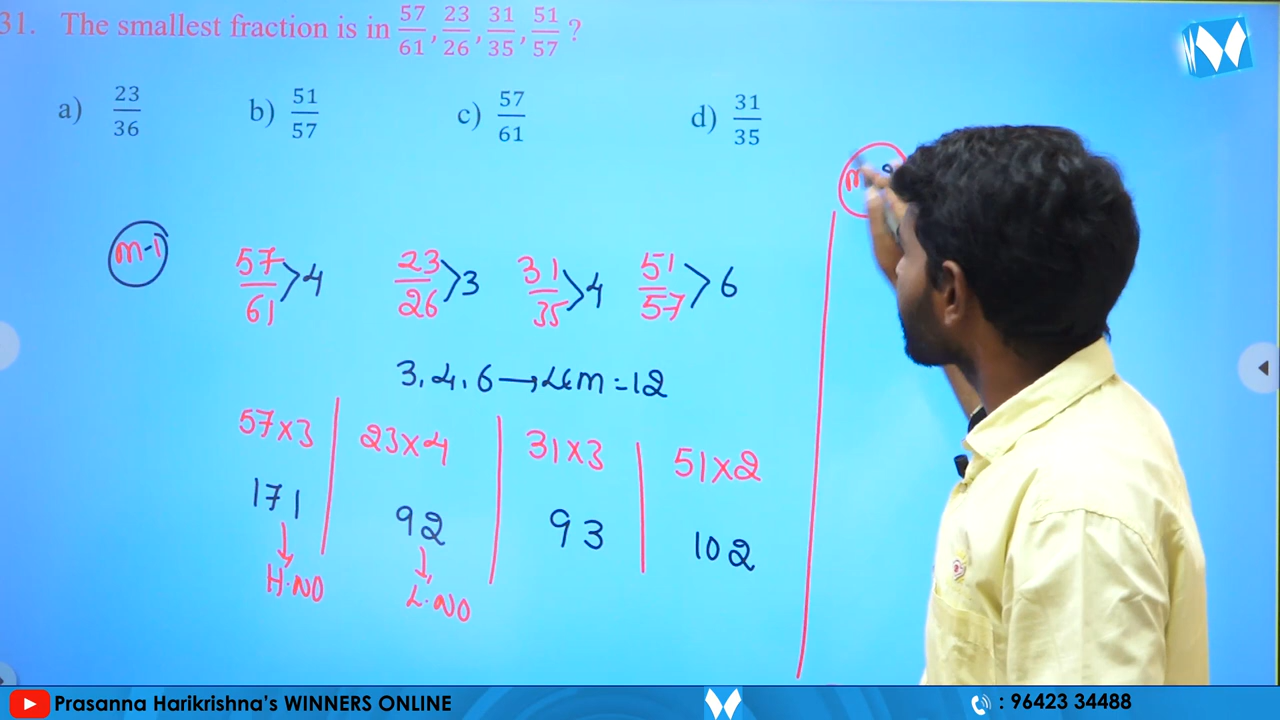 31. The smallest fraction is in 57/61, 23/26, 31/35, 51/57 ?
a) 23/36 b) 51/57 c) 57/61 d) 31/35
m-1
57/61 > 4 23/26 > 3 31/35 > 4 51/57 > 6
3, 4, 6 → LCM = 12
57×3 23×4 31×3 51×2
171 92 93 102
H.NO L.NO
Prasanna Harikrishna's WINNERS ONLINE
: 96423 34488